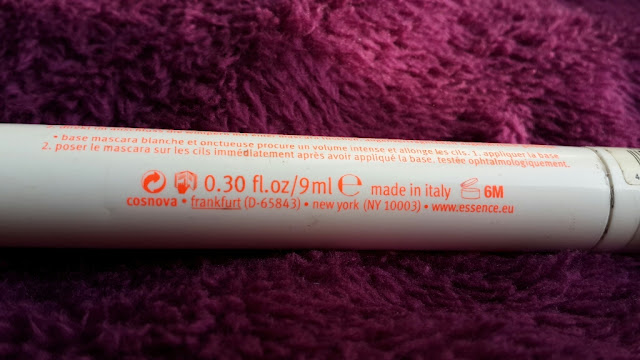 • base mascara blanche et onctueuse procure un volume intense et allonge les cils. 1. appliquer la base.
2. poser le mascara sur les cils immédiatement après avoir appliqué la base. testée ophtalmologiquement.
0.30 fl.oz/9ml e made in italy 6M
cosnova • frankfurt (D-65843) • new york (NY 10003) • www.essence.eu